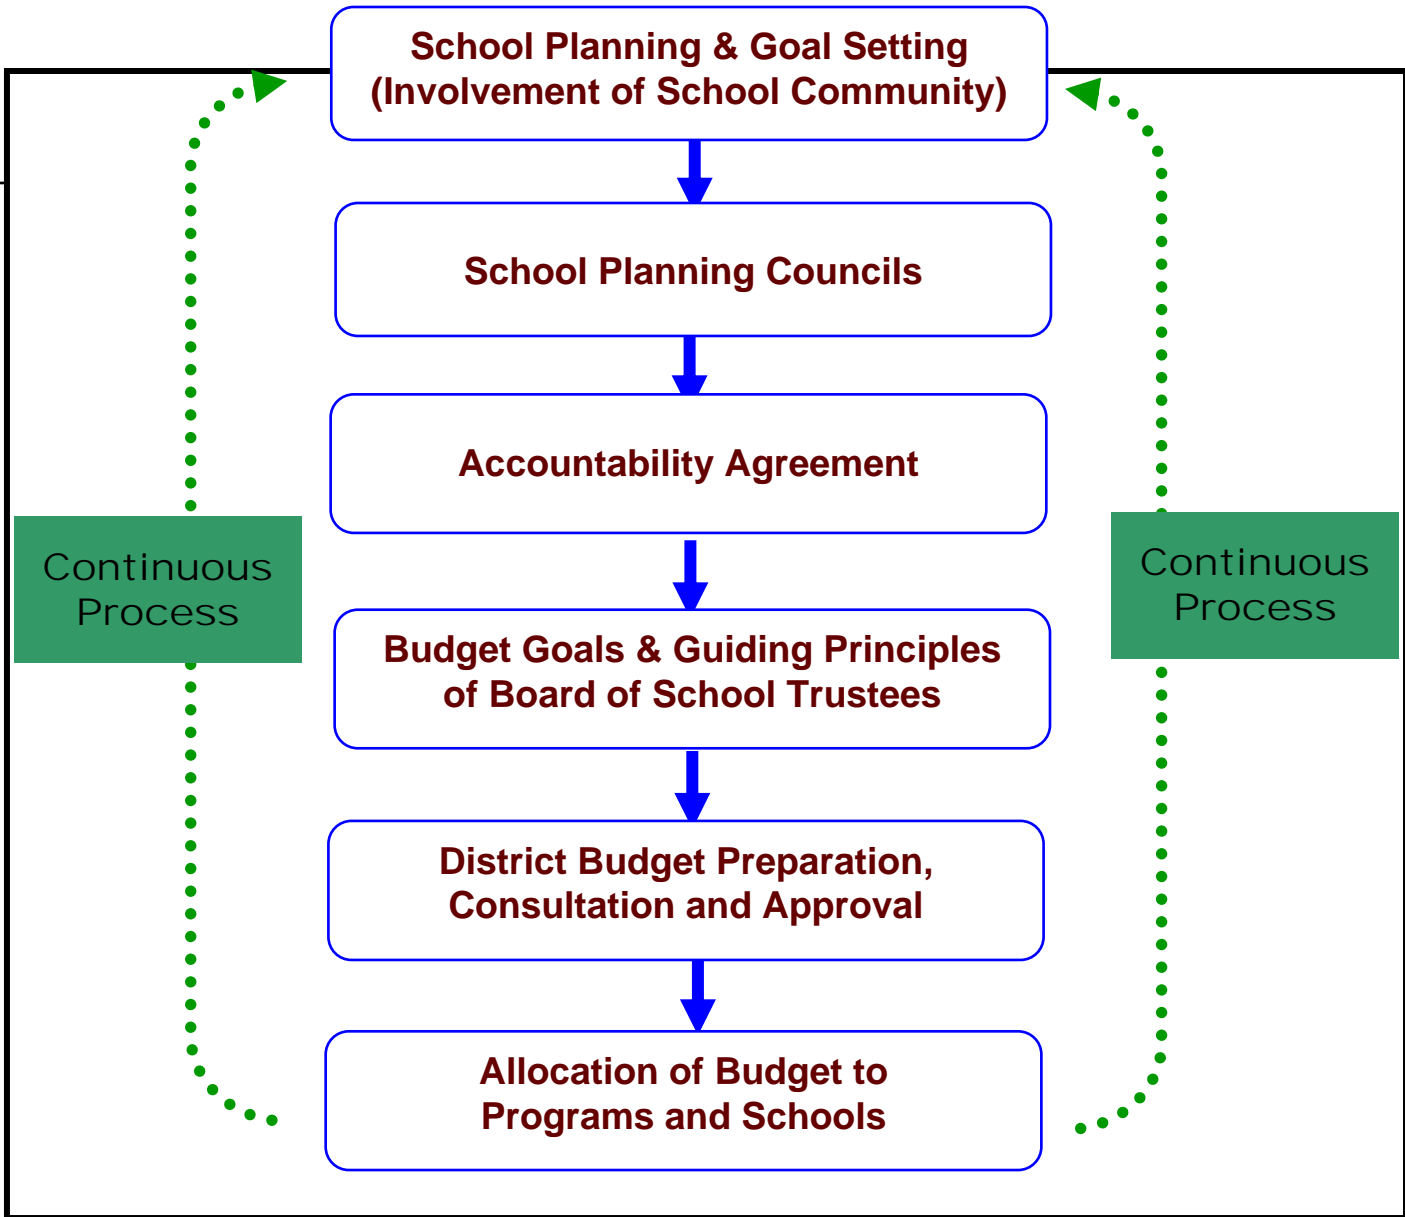 School Planning & Goal Setting
(Involvement of School Community)
School Planning Councils
Accountability Agreement
Continuous
Process
Continuous
Process
Budget Goals & Guiding Principles
of Board of School Trustees
District Budget Preparation,
Consultation and Approval
Allocation of Budget to
Programs and Schools